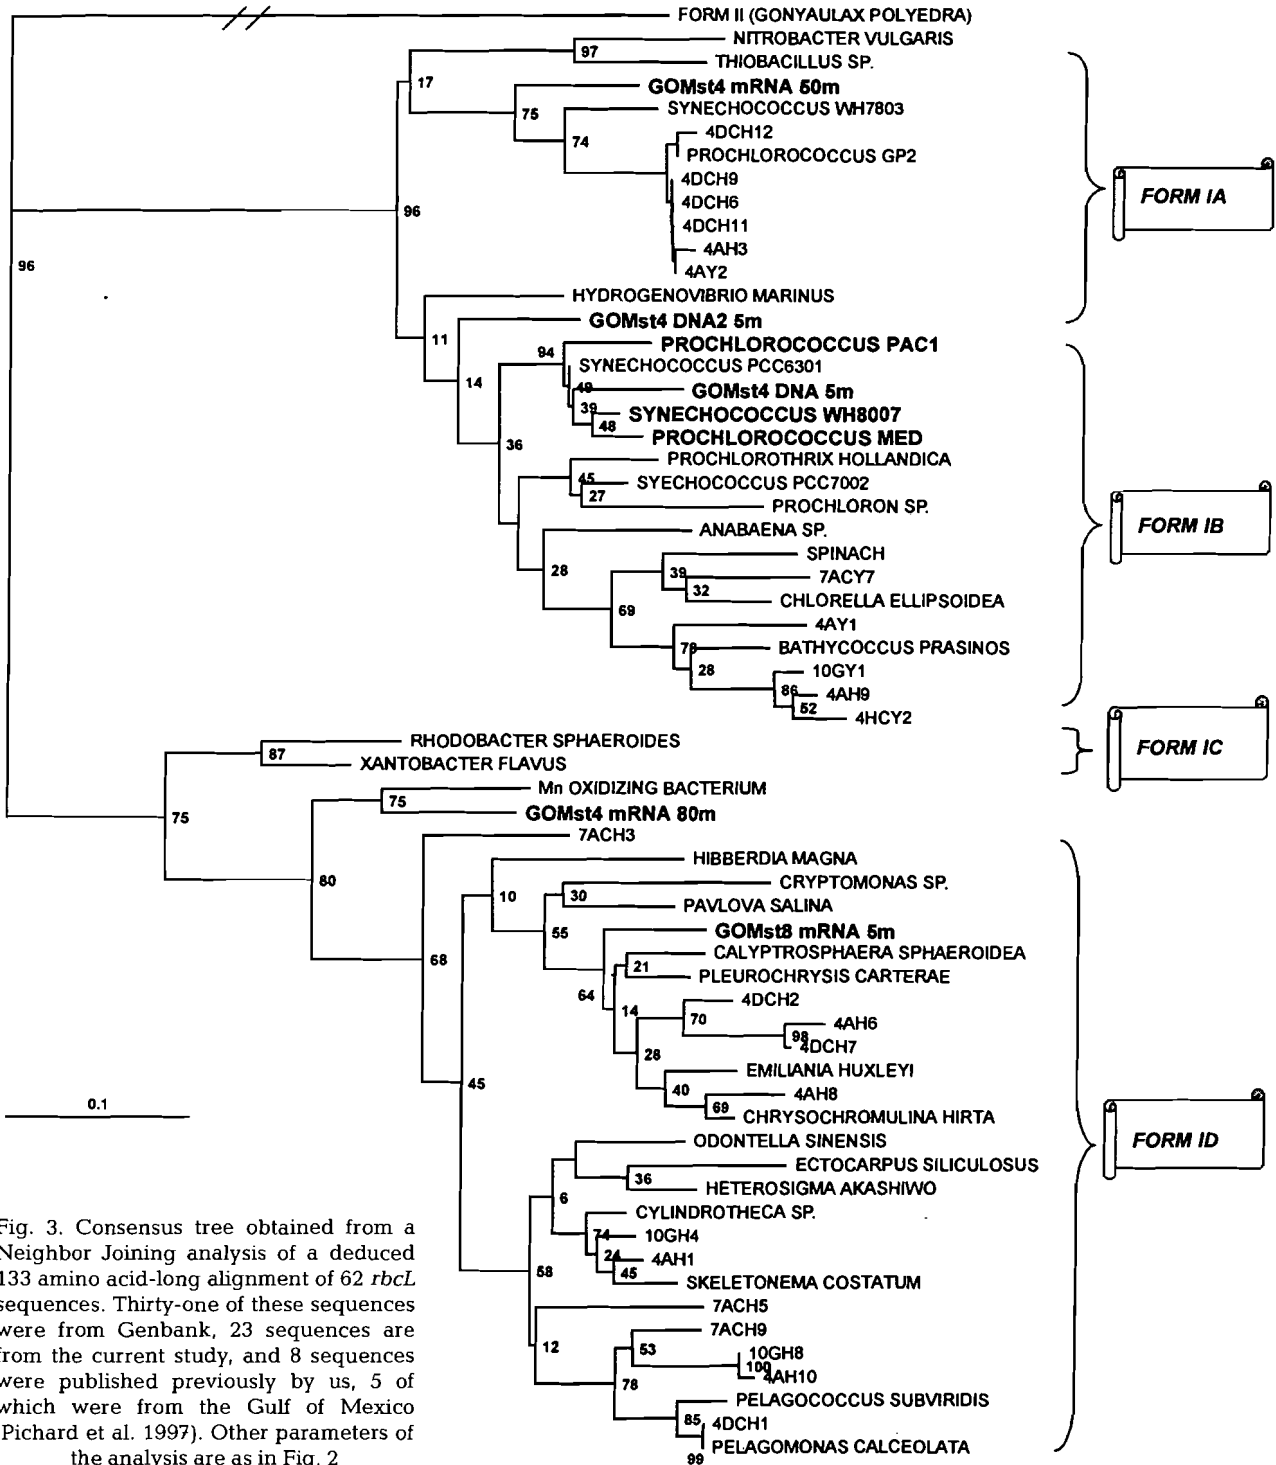 FORM II (GONYAULAX POLYEDRA)
NITROBACTER VULGARIS
97
THIOBACILLUS SP.
17
GOMst4 mRNA 50m
75
SYNECHOCOCCUS WH7803
74
4DCH12
PROCHLOROCOCCUS GP2
4DCH9
4DCH6
96
4DCH11
4AH3
96
4AY2
FORM IA
HYDROGENOVIBRIO MARINUS
GOMst4 DNA2 5m
11
PROCHLOROCOCCUS PAC1
94
SYNECHOCOCCUS PCC6301
14
49
GOMst4 DNA 5m
39
SYNECHOCOCCUS WH8007
48
PROCHLOROCOCCUS MED
36
PROCHLOROTHRIX HOLLANDICA
45
SYECHOCOCCUS PCC7002
27
PROCHLORON SP.
ANABAENA SP.
FORM IB
SPINACH
28
39
7ACY7
32
CHLORELLA ELLIPSOIDEA
69
4AY1
78
BATHYCOCCUS PRASINOS
28
10GY1
86
4AH9
52
4HCY2
RHODOBACTER SPHAEROIDES
87
XANTOBACTER FLAVUS
FORM IC
Mn OXIDIZING BACTERIUM
75
GOMst4 mRNA 80m
75
7ACH3
HIBBERDIA MAGNA
80
CRYPTOMONAS SP.
10
30
PAVLOVA SALINA
55
GOMst8 mRNA 5m
CALYPTROSPHAERA SPHAEROIDEA
68
21
PLEUROCHRYSIS CARTERAE
64
4DCH2
14
70
4AH6
98
4DCH7
28
EMILIANIA HUXLEYI
45
40
4AH8
69
CHRYSOCHROMULINA HIRTA
0.1
ODONTELLA SINENSIS
FORM ID
ECTOCARPUS SILICULOSUS
36
HETEROSIGMA AKASHIWO
6
CYLINDROTHECA SP.
74
10GH4
24
4AH1
58
45
SKELETONEMA COSTATUM
7ACH5
12
7ACH9
53
10GH8
100
4AH10
78
PELAGOCOCCUS SUBVIRIDIS
85
4DCH1
PELAGOMONAS CALCEOLATA
99
Fig. 3. Consensus tree obtained from a
Neighbor Joining analysis of a deduced
133 amino acid-long alignment of 62 rbcL
sequences. Thirty-one of these sequences
were from Genbank, 23 sequences are
from the current study, and 8 sequences
were published previously by us, 5 of
which were from the Gulf of Mexico
Pichard et al. 1997). Other parameters of
the analysis are as in Fig. 2